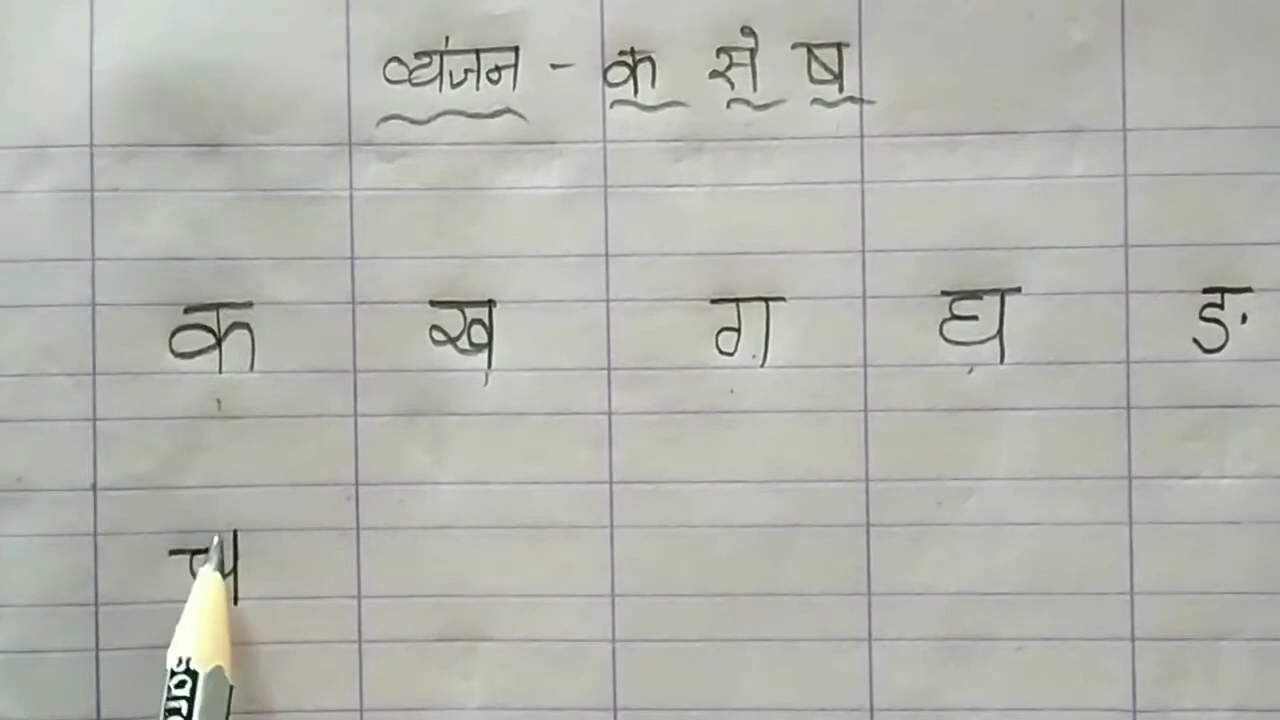 व्यंजन - क से ष
क ख ग घ ङ
च